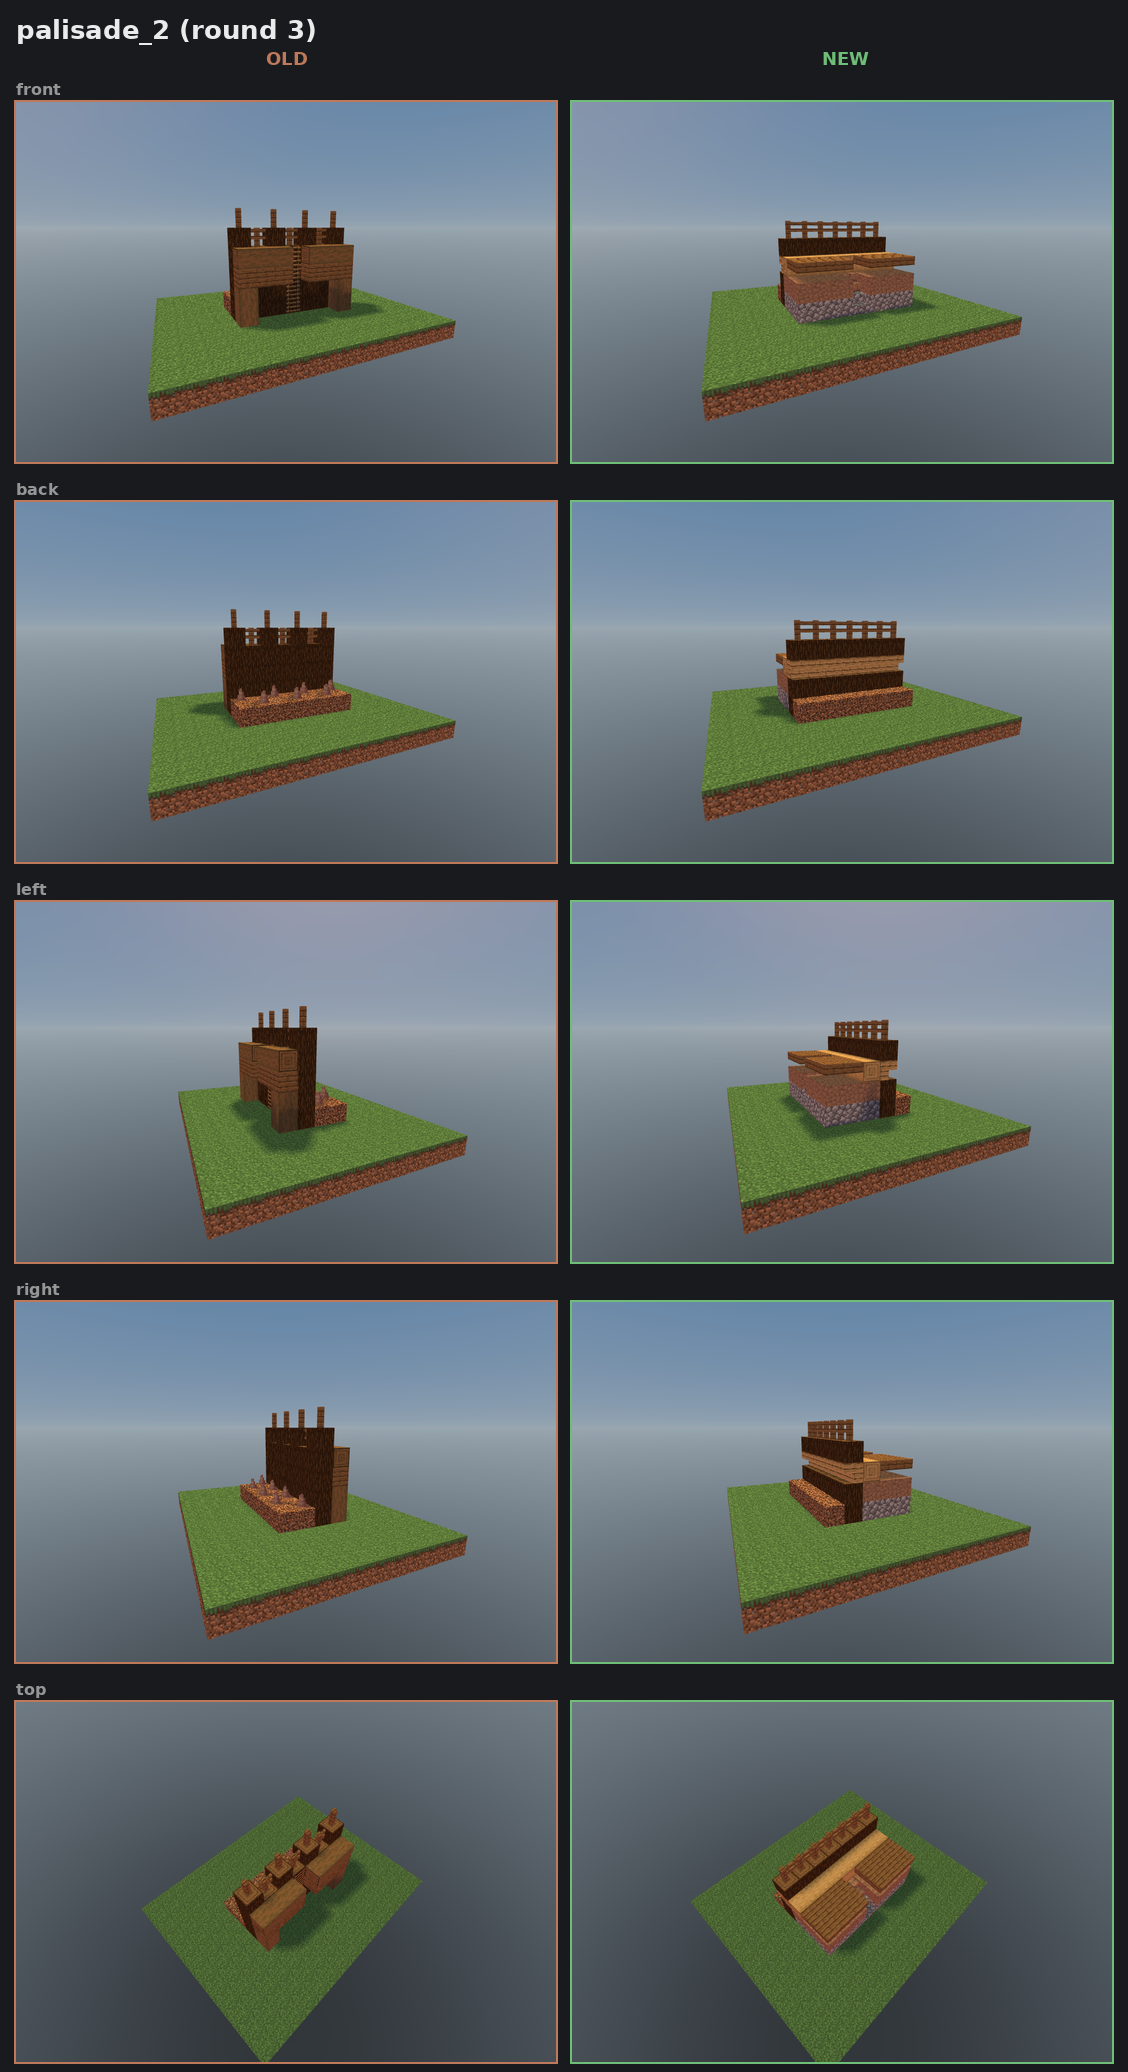 palisade_2 (round 3)
OLD
NEW
front
back
left
right
top